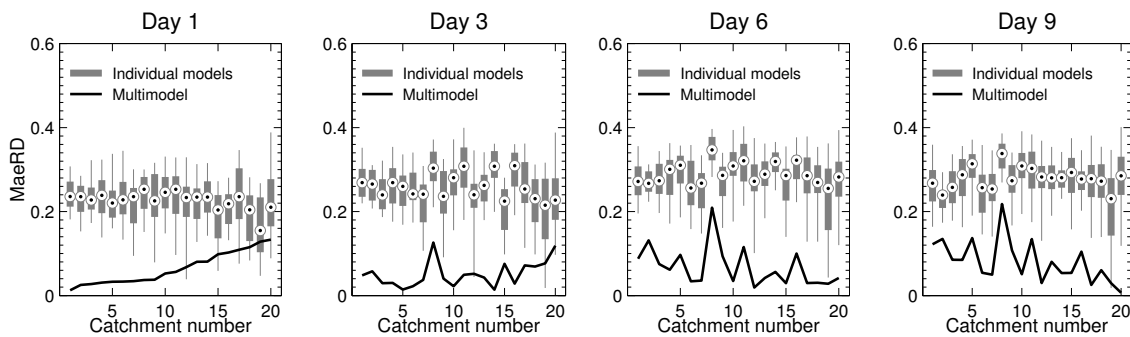 Day 1
Day 3
Day 6
Day 9
MaeRD
0.6
0.4
0.2
0
Individual models
Multimodel
5
10
15
20
Catchment number
0.6
0.4
0.2
0
Individual models
Multimodel
5
10
15
20
Catchment number
0.6
0.4
0.2
0
Individual models
Multimodel
5
10
15
20
Catchment number
0.6
0.4
0.2
0
Individual models
Multimodel
5
10
15
20
Catchment number